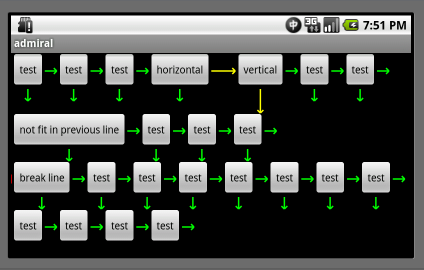 3G 7:51 PM
admiral
test test test horizontal vertical test test
not fit in previous line test test test
break line test test test test test test test
test test test test